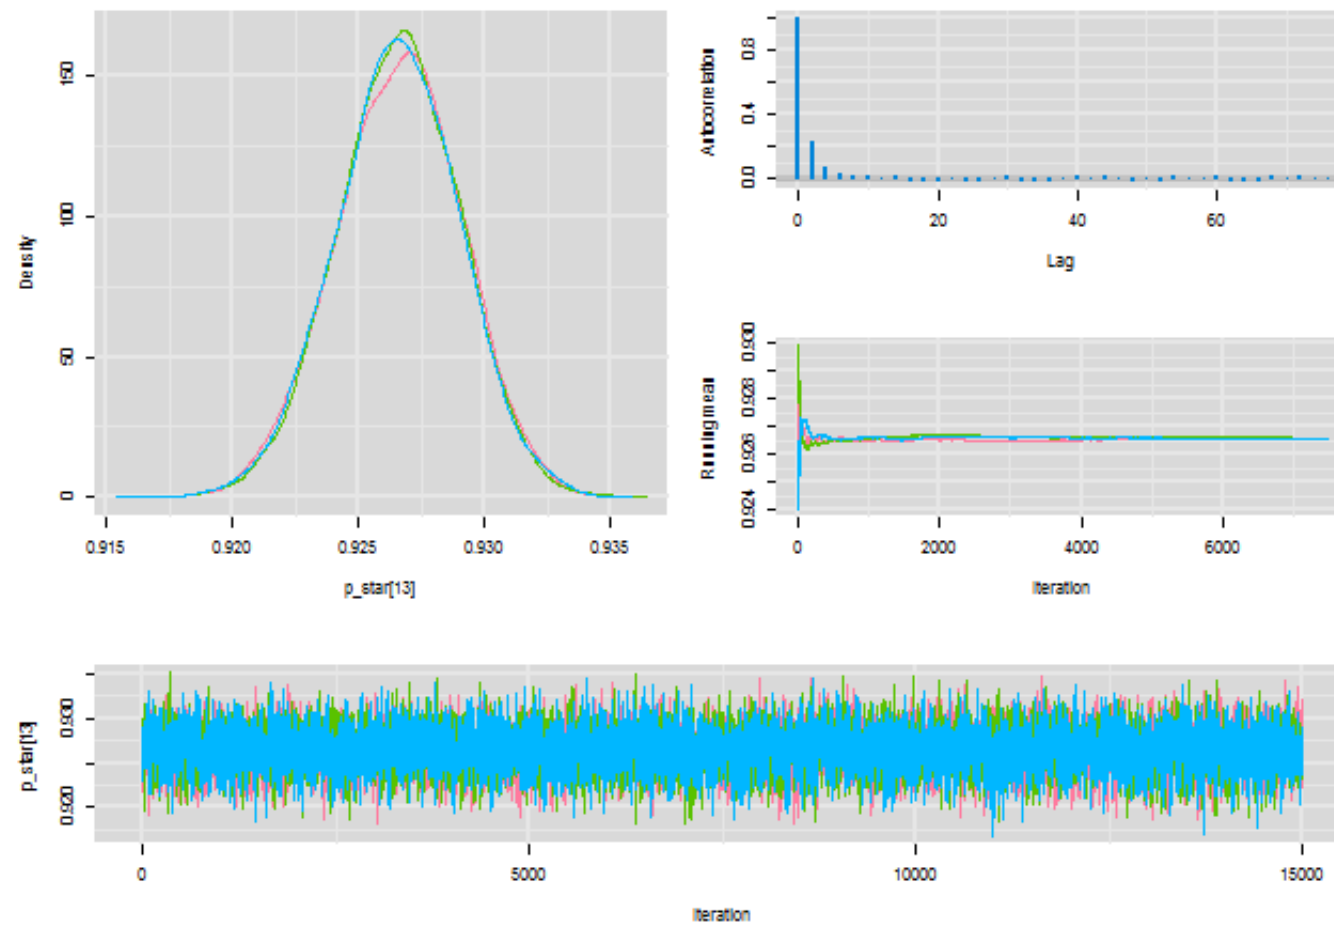 Density
0 50 100 150
0.915 0.920 0.925 0.930 0.935
p_star[13]
Autocorrelation
0.0 0.4 0.8
0 20 40 60
Lag
Running mean
0.924 0.926 0.928 0.930
0 2000 4000 6000
Iteration
p_star[13]
0.920 0.930
0 5000 10000 15000
Iteration